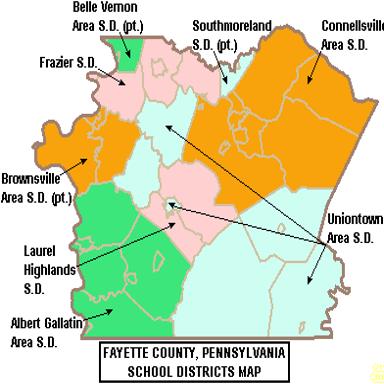 Belle Vernon
Area S.D. (pt.)
Southmoreland
S.D. (pt.)
Connellsville
Area S.D.
Frazier S.D.
Brownsville
Area S.D. (pt.)
Uniontown
Area S.D.
Laurel
Highlands
S.D.
Albert Gallatin
Area S.D.
FAYETTE COUNTY, PENNSYLVANIA
SCHOOL DISTRICTS MAP